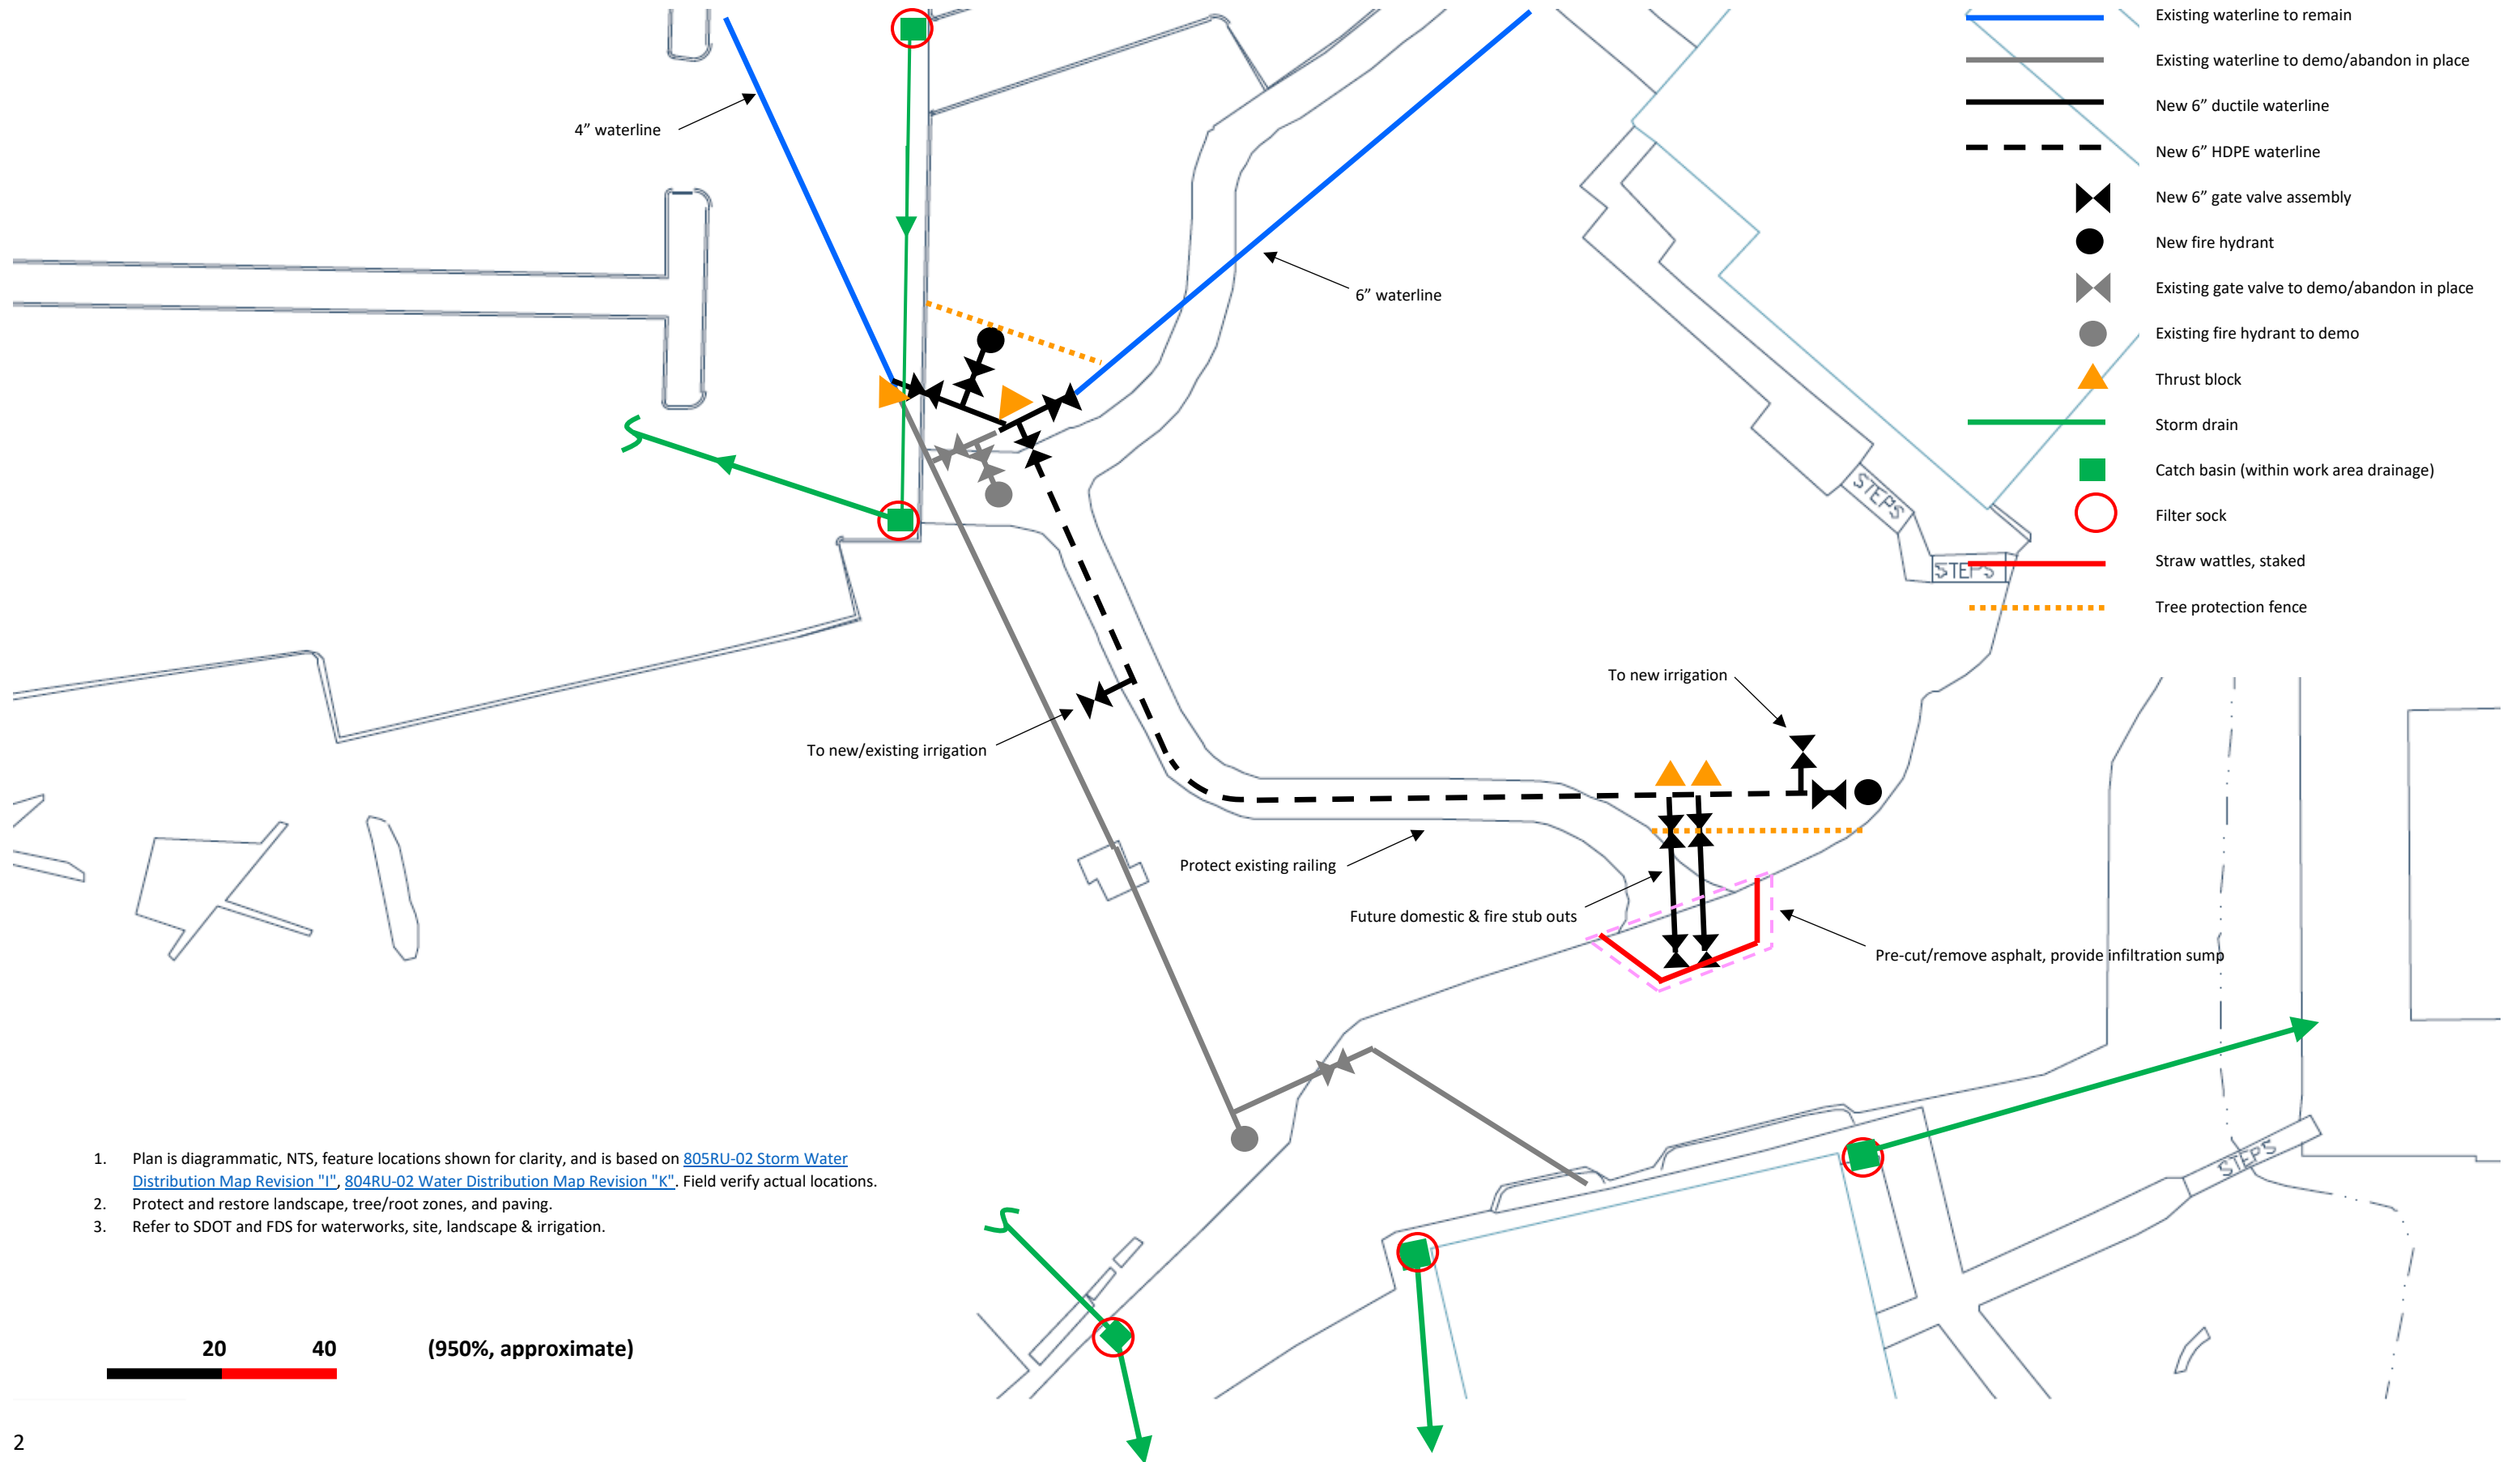 Existing waterline to remain
Existing waterline to demo/abandon in place
New 6” ductile waterline
New 6” HDPE waterline
New 6” gate valve assembly
New fire hydrant
Existing gate valve to demo/abandon in place
Existing fire hydrant to demo
Thrust block
Storm drain
Catch basin (within work area drainage)
Filter sock
Straw wattles, staked
Tree protection fence
4” waterline
6” waterline
STEPS
STEPS
To new irrigation
To new/existing irrigation
Protect existing railing
Future domestic & fire stub outs
Pre-cut/remove asphalt, provide infiltration sump
STEPS
1. Plan is diagrammatic, NTS, feature locations shown for clarity, and is based on 805RU-02 Storm Water
Distribution Map Revision "I", 804RU-02 Water Distribution Map Revision "K". Field verify actual locations.
2. Protect and restore landscape, tree/root zones, and paving.
3. Refer to SDOT and FDS for waterworks, site, landscape & irrigation.
20 40 (950%, approximate)
2